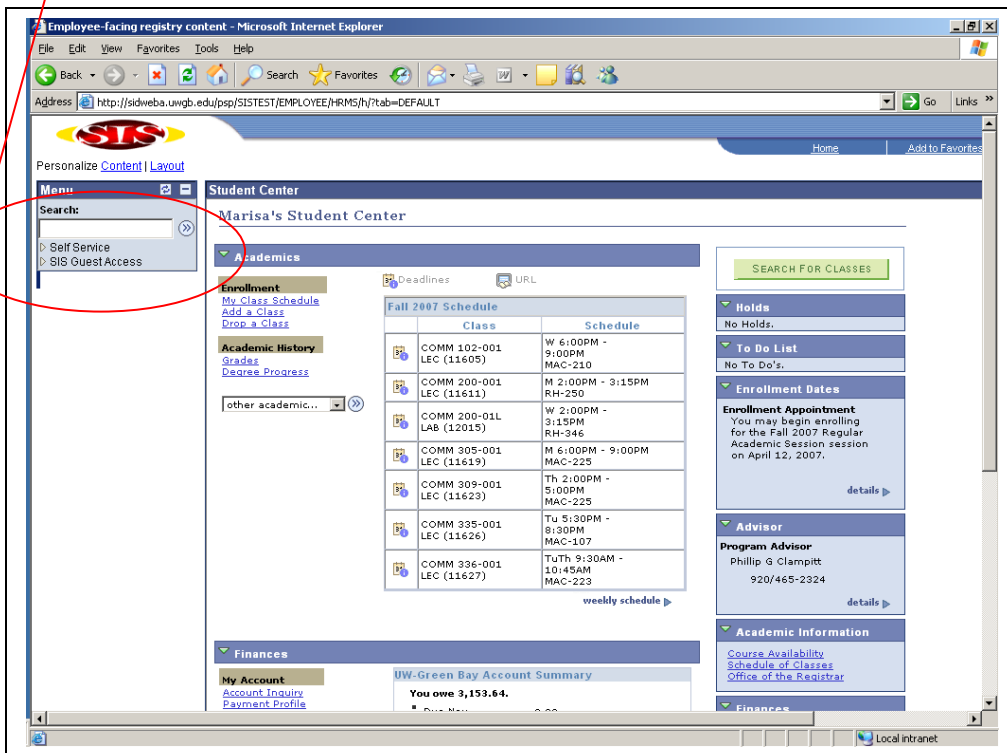 Employee-facing registry content - Microsoft Internet Explorer
File Edit View Favorites Tools Help
Back Search Favorites
Address http://sidweba.uwgb.edu/psp/SISTEST/EMPLOYEE/HRMS/h/?tab=DEFAULT Go Links »
SIS
Home Add to Favorites
Personalize Content | Layout
Menu
Search:
Self Service
SIS Guest Access
Student Center
Marisa's Student Center
Academics
Enrollment
My Class Schedule
Add a Class
Drop a Class
Academic History
Grades
Degree Progress
other academic...
Deadlines URL
Fall 2007 Schedule
Class Schedule
COMM 102-001
LEC (11605)
W 6:00PM -
9:00PM
MAC-210
COMM 200-001
LEC (11611)
M 2:00PM - 3:15PM
RH-250
COMM 200-01L
LAB (12015)
W 2:00PM -
3:15PM
RH-346
COMM 305-001
LEC (11619)
M 6:00PM - 9:00PM
MAC-225
COMM 309-001
LEC (11623)
Th 2:00PM -
5:00PM
MAC-225
COMM 335-001
LEC (11626)
Tu 5:30PM -
8:30PM
MAC-107
COMM 336-001
LEC (11627)
TuTh 9:30AM -
10:45AM
MAC-223
weekly schedule
Finances
My Account
Account Inquiry
Payment Profile
UW-Green Bay Account Summary
You owe 3,153.64.
SEARCH FOR CLASSES
Holds
No Holds.
To Do List
No To Do's.
Enrollment Dates
Enrollment Appointment
You may begin enrolling
for the Fall 2007 Regular
Academic Session session
on April 12, 2007.
details
Advisor
Program Advisor
Phillip G Clampitt
920/465-2324
details
Academic Information
Course Availability
Schedule of Classes
Office of the Registrar
Finances
Local intranet